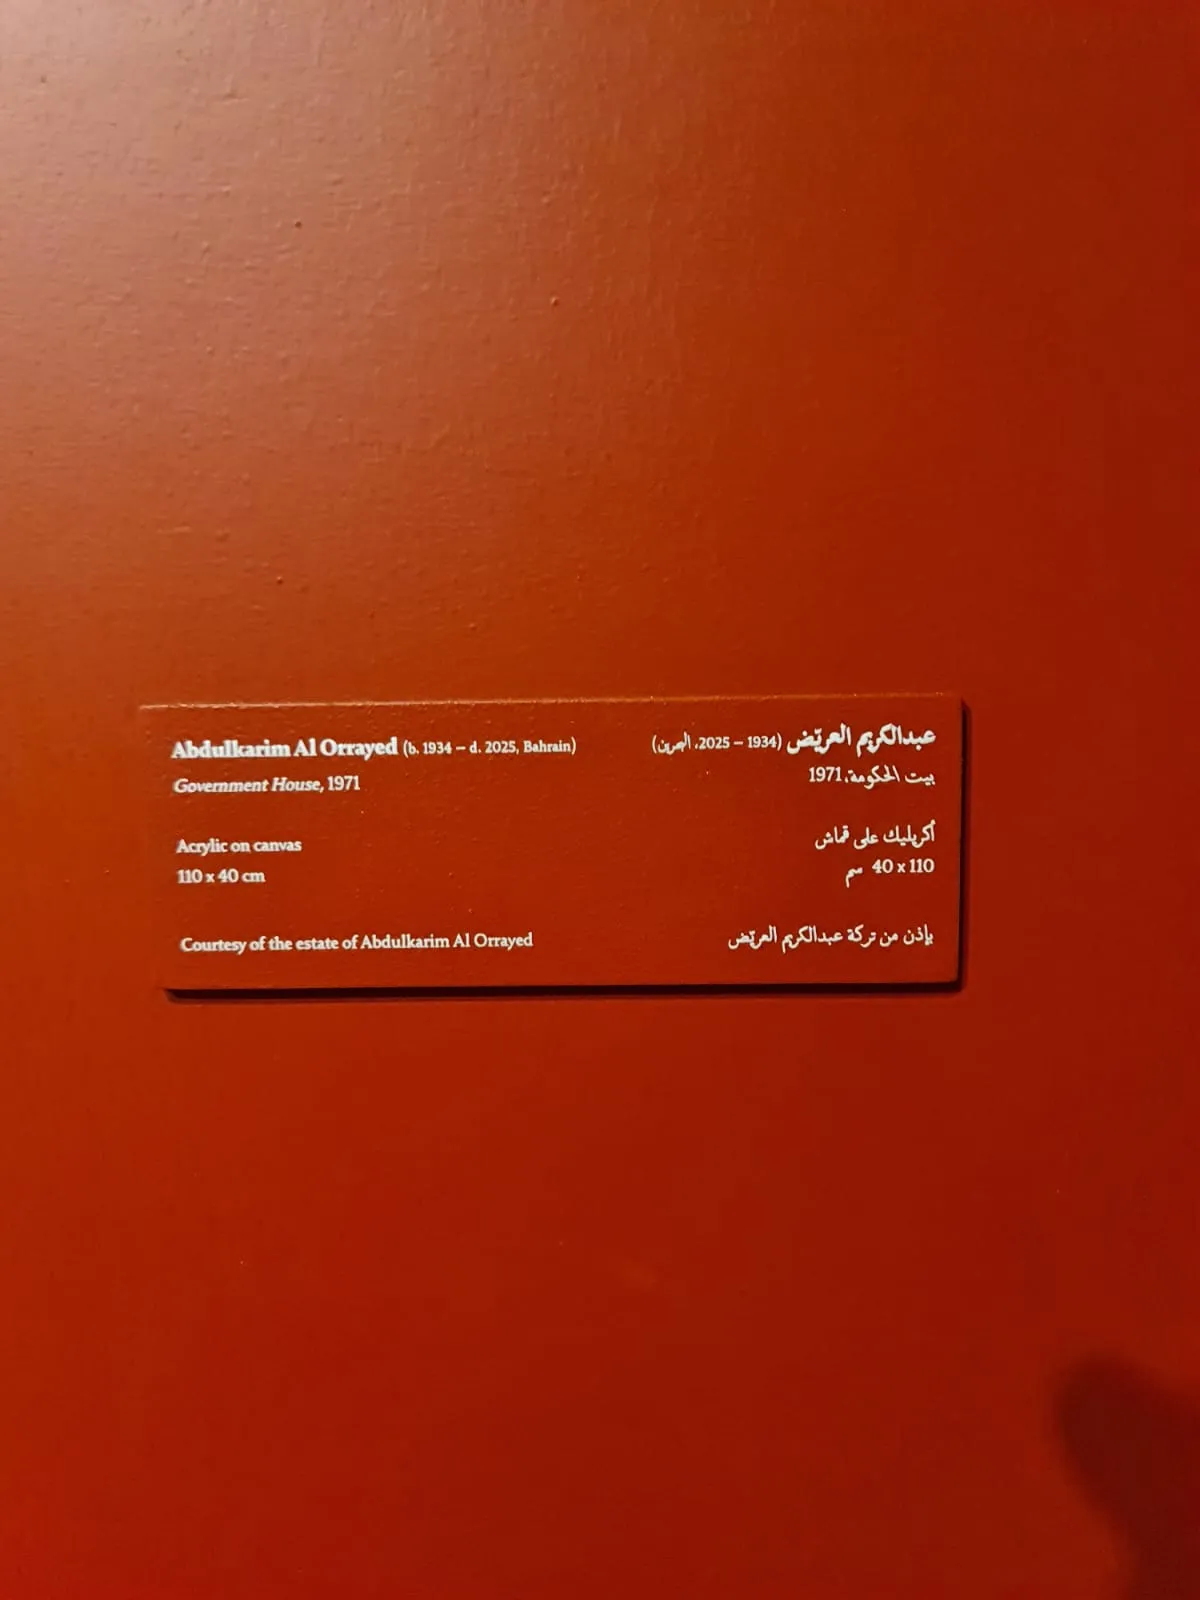 Abdulkarim Al Orrayed (b. 1934 – d. 2025, Bahrain)
Government House, 1971
Acrylic on canvas
110 x 40 cm
Courtesy of the estate of Abdulkarim Al Orrayed
عبدالكريم العريّض (1934 – 2025، البحرين)
بيت الحكومة، 1971
أكريليك على قماش
110 x 40 سم
بإذن من تركة عبدالكريم العريّض